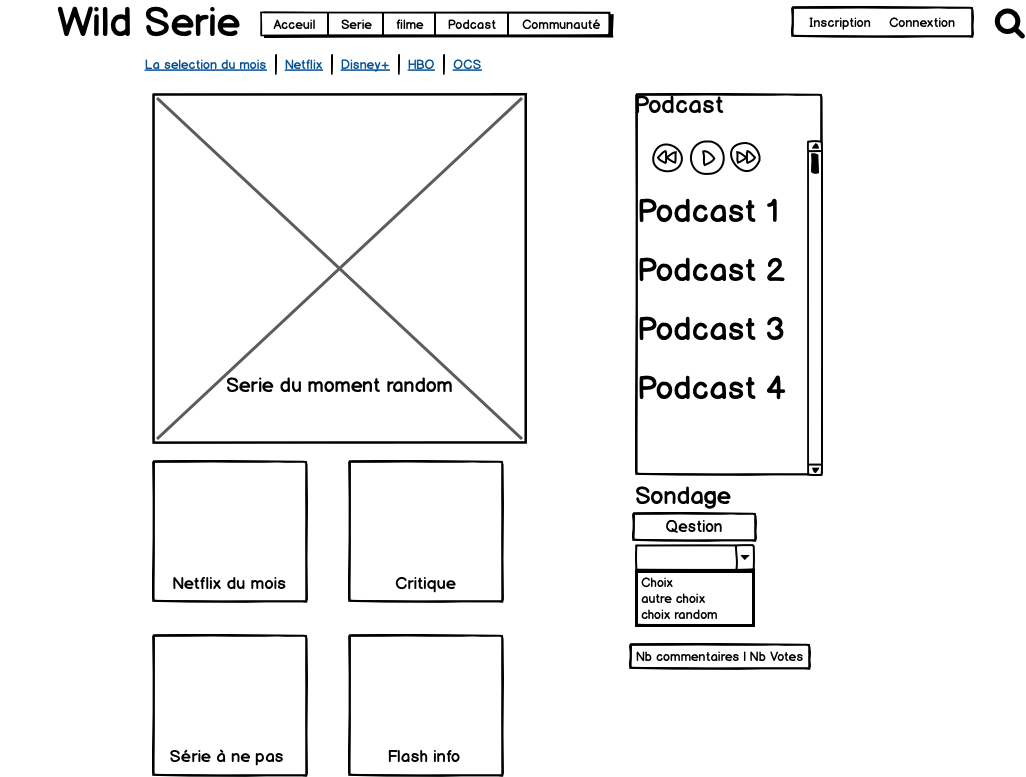 Wild Serie
Acceuil Serie filme Podcast Communauté
Inscription Connextion
La selection du mois Netflix Disney+ HBO OCS
Serie du moment random
Netflix du mois
Critique
Série à ne pas
Flash info
Podcast
Podcast 1
Podcast 2
Podcast 3
Podcast 4
Sondage
Qestion
Choix
autre choix
choix random
Nb commentaires | Nb Votes